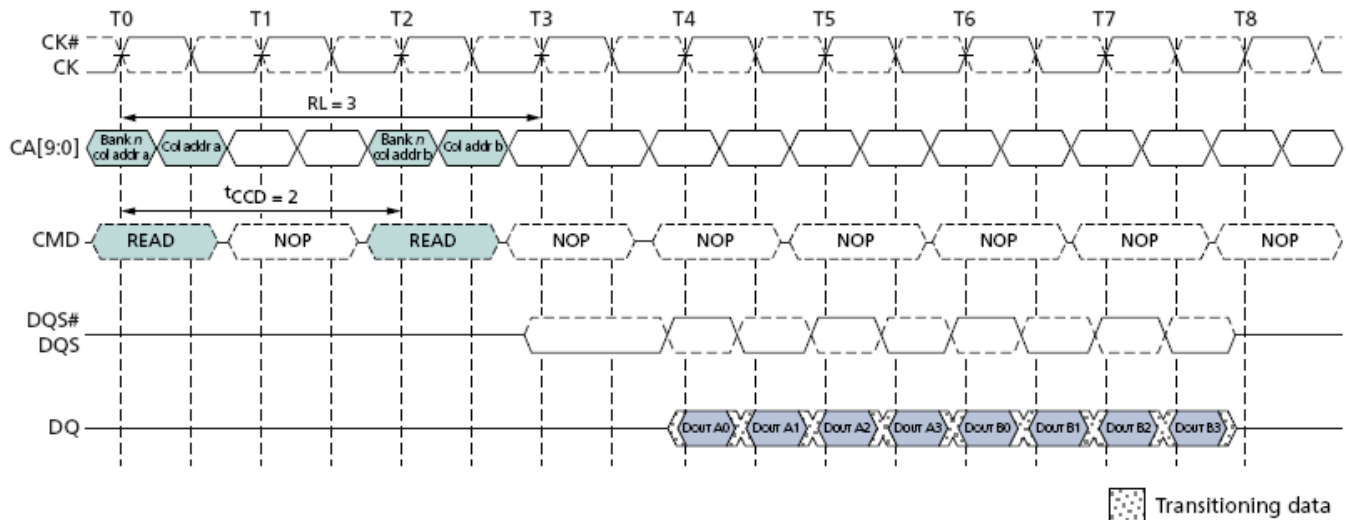 T0 T1 T2 T3 T4 T5 T6 T7 T8
CK#
CK
RL = 3
CA[9:0] Bank n col addr a Col addr a Bank n col addr b Col addr b
tCCD = 2
CMD READ NOP READ NOP NOP NOP NOP NOP NOP
DQS#
DQS
DQ DOUT A0 DOUT A1 DOUT A2 DOUT A3 DOUT B0 DOUT B1 DOUT B2 DOUT B3
Transitioning data